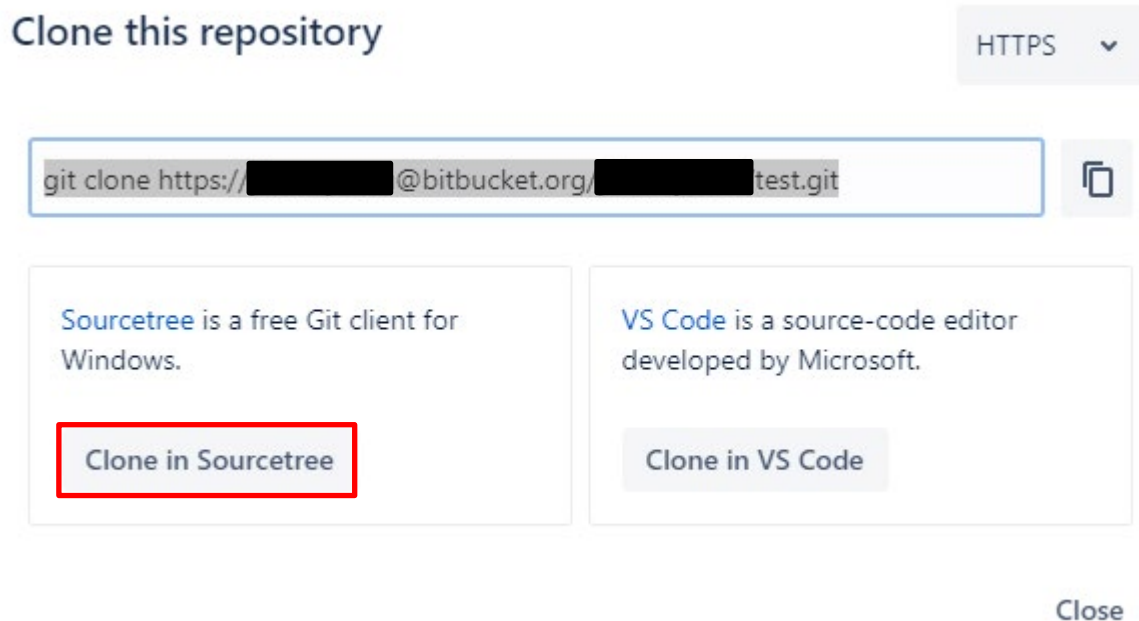 Clone this repository
HTTPS
git clone https:// @bitbucket.org/ /test.git
Sourcetree is a free Git client for
Windows.
Clone in Sourcetree
VS Code is a source-code editor
developed by Microsoft.
Clone in VS Code
Close